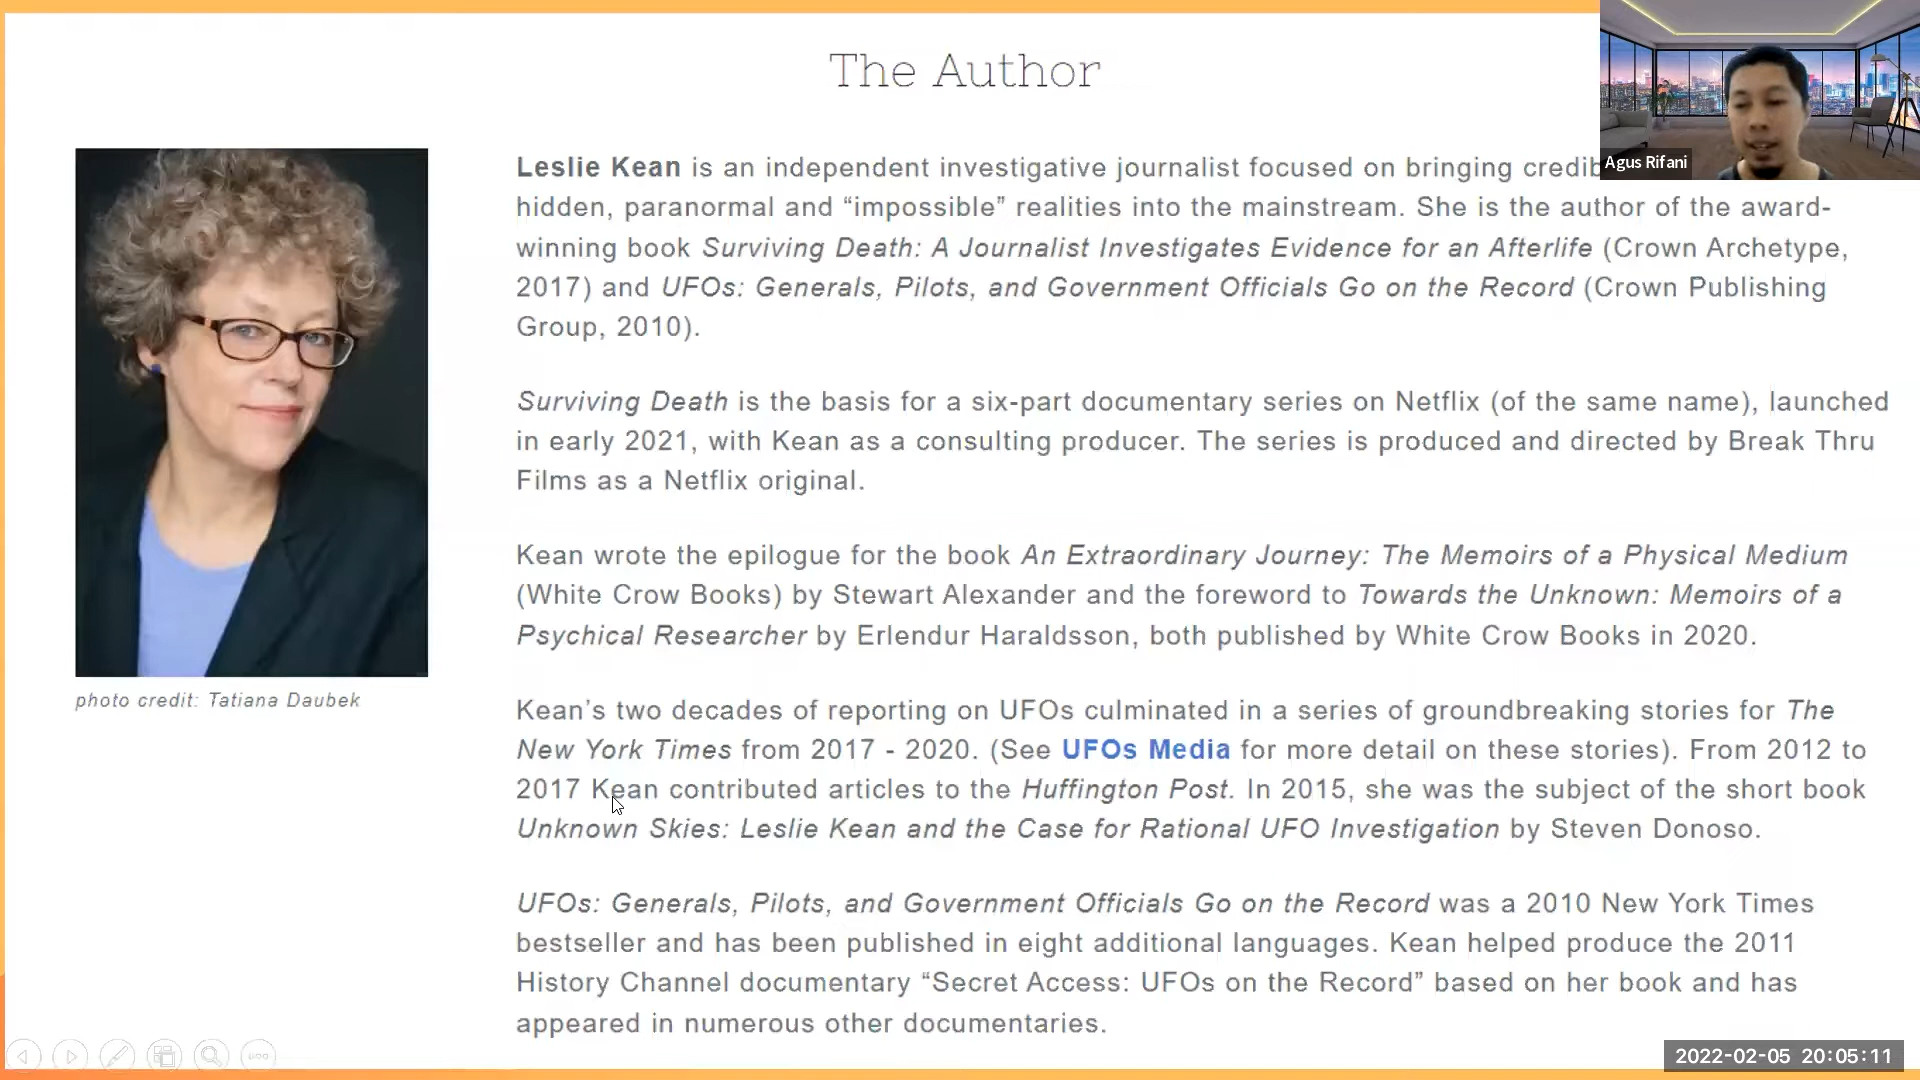 The Author
Agus Rifani
Leslie Kean is an independent investigative journalist focused on bringing
hidden, paranormal and “impossible” realities into the mainstream. She is the author of the award-
winning book Surviving Death: A Journalist Investigates Evidence for an Afterlife (Crown Archetype,
2017) and UFOs: Generals, Pilots, and Government Officials Go on the Record (Crown Publishing
Group, 2010).
Surviving Death is the basis for a six-part documentary series on Netflix (of the same name), launched
in early 2021, with Kean as a consulting producer. The series is produced and directed by Break Thru
Films as a Netflix original.
Kean wrote the epilogue for the book An Extraordinary Journey: The Memoirs of a Physical Medium
(White Crow Books) by Stewart Alexander and the foreword to Towards the Unknown: Memoirs of a
Psychical Researcher by Erlendur Haraldsson, both published by White Crow Books in 2020.
photo credit: Tatiana Daubek
Kean’s two decades of reporting on UFOs culminated in a series of groundbreaking stories for The
New York Times from 2017 - 2020. (See UFOs Media for more detail on these stories). From 2012 to
2017 Kean contributed articles to the Huffington Post. In 2015, she was the subject of the short book
Unknown Skies: Leslie Kean and the Case for Rational UFO Investigation by Steven Donoso.
UFOs: Generals, Pilots, and Government Officials Go on the Record was a 2010 New York Times
bestseller and has been published in eight additional languages. Kean helped produce the 2011
History Channel documentary “Secret Access: UFOs on the Record” based on her book and has
appeared in numerous other documentaries.
2022-02-05 20:05:11